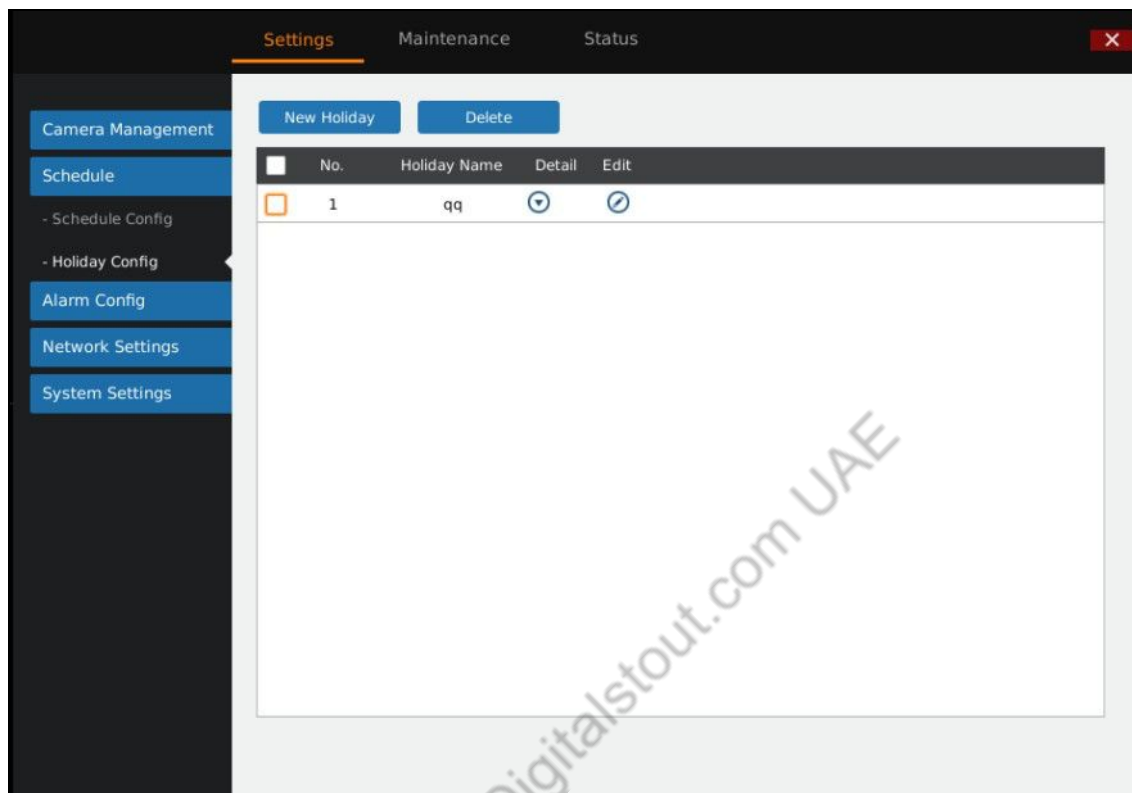 Settings Maintenance Status
Camera Management
Schedule
- Schedule Config
- Holiday Config
Alarm Config
Network Settings
System Settings
New Holiday Delete
No. Holiday Name Detail Edit
1 qq
Digitalstout.com UAE